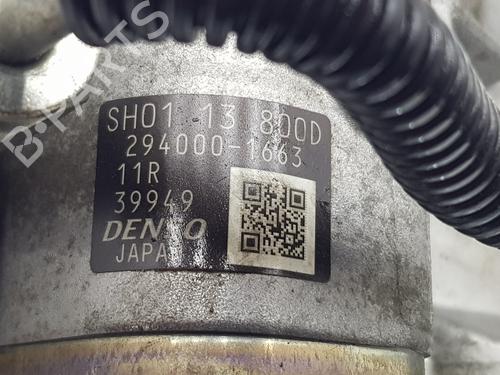 B-PARTS
SH01 13 800D
294000-1663
11R
39949
DENSO
JAPAN